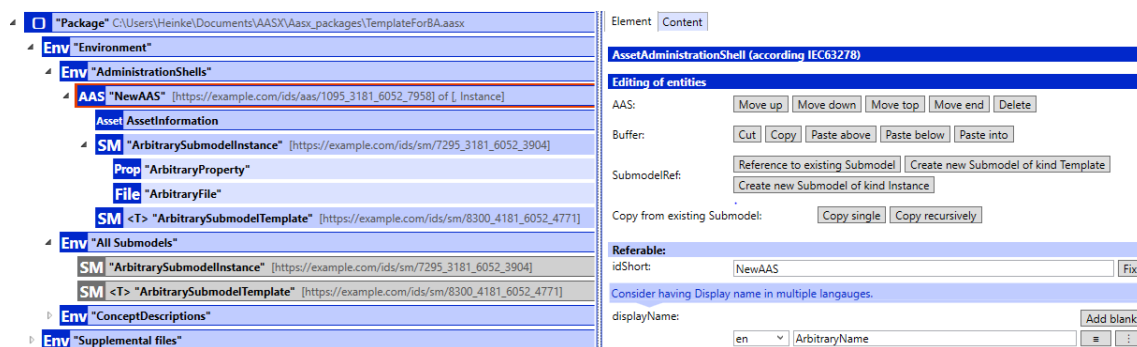 "Package" C:\Users\Heinke\Documents\AASX\Aasx_packages\TemplateForBA.aasx
Env "Environment"
Env "AdministrationShells"
AAS "NewAAS" [https://example.com/ids/aas/1095_3181_6052_7958] of [, Instance]
Asset AssetInformation
SM "ArbitrarySubmodelInstance" [https://example.com/ids/sm/7295_3181_6052_3904]
Prop "ArbitraryProperty"
File "ArbitraryFile"
SM <T> "ArbitrarySubmodelTemplate" [https://example.com/ids/sm/8300_4181_6052_4771]
Env "All Submodels"
SM "ArbitrarySubmodelInstance" [https://example.com/ids/sm/7295_3181_6052_3904]
SM <T> "ArbitrarySubmodelTemplate" [https://example.com/ids/sm/8300_4181_6052_4771]
Env "ConceptDescriptions"
Env "Supplemental files"
Element Content
AssetAdministrationShell (according IEC63278)
Editing of entities
AAS: Move up Move down Move top Move end Delete
Buffer: Cut Copy Paste above Paste below Paste into
SubmodelRef: Reference to existing Submodel Create new Submodel of kind Template
Create new Submodel of kind Instance
Copy from existing Submodel: Copy single Copy recursively
Referable:
idShort: NewAAS Fix
Consider having Display name in multiple langauges.
displayName: Add blank
en ArbitraryName